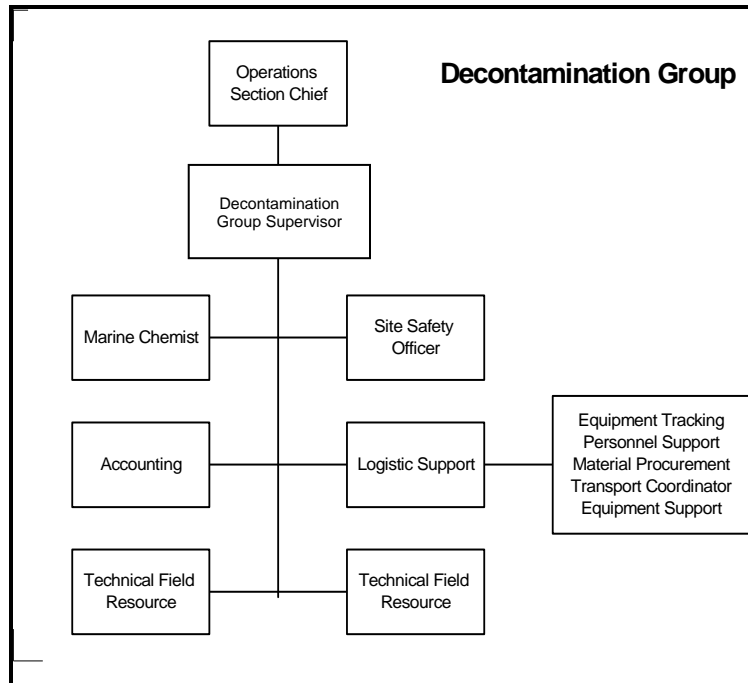 Decontamination Group
Operations
Section Chief
Decontamination
Group Supervisor
Marine Chemist
Site Safety
Officer
Accounting
Logistic Support
Equipment Tracking
Personnel Support
Material Procurement
Transport Coordinator
Equipment Support
Technical Field
Resource
Technical Field
Resource